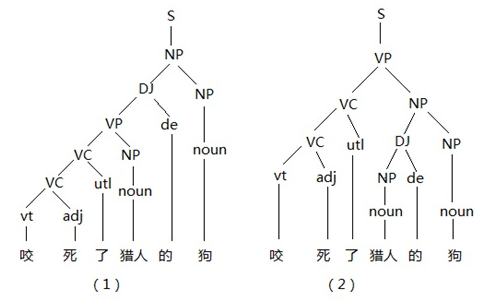 S
S
NP
VP
DJ
NP
VC
NP
VP
de
VC
utl
DJ
NP
VC
NP
noun
vt
adj
NP
de
VC
utl
noun
vt
adj
noun
noun
咬 死 了 猎人 的 狗
咬 死 了 猎人 的 狗
(1)
(2)